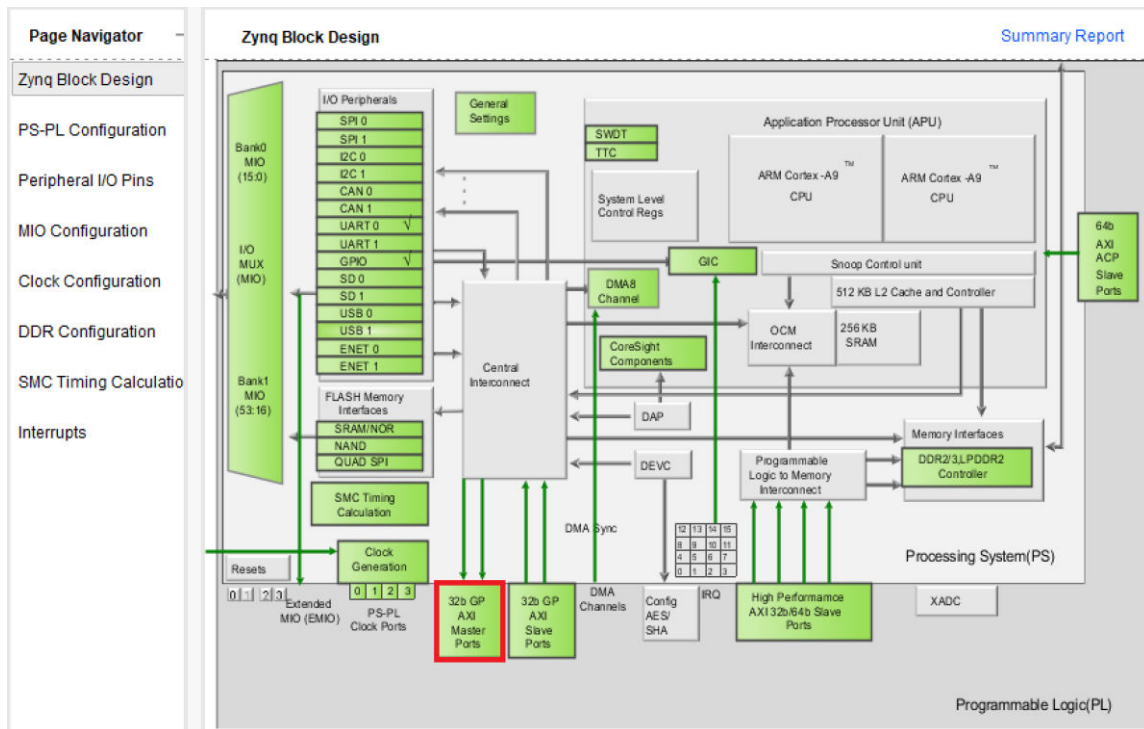 Page Navigator
Zynq Block Design
PS-PL Configuration
Peripheral I/O Pins
MIO Configuration
Clock Configuration
DDR Configuration
SMC Timing Calculatio
Interrupts
Zynq Block Design
Summary Report
Bank0
MIO
(15:0)
I/O
MUX
(MIO)
Bank1
MIO
(53:16)
I/O Peripherals
SPI 0
SPI 1
I2C 0
I2C 1
CAN 0
CAN 1
UART 0 √
UART 1
GPIO √
SD 0
SD 1
USB 0
USB 1
ENET 0
ENET 1
FLASH Memory
Interfaces
SRAM/NOR
NAND
QUAD SPI
SMC Timing
Calculation
General
Settings
Application Processor Unit (APU)
SWDT
TTC
System Level
Control Regs
ARM Cortex -A9 ™
CPU
ARM Cortex -A9 ™
CPU
GIC
Snoop Control unit
512 KB L2 Cache and Controller
DMA8
Channel
OCM
Interconnect
256 KB
SRAM
CoreSight
Components
Central
Interconnect
DAP
DEVC
Programmable
Logic to Memory
Interconnect
Memory Interfaces
DDR2/3,LPDDR2
Controller
64b
AXI
ACP
Slave
Ports
DMA Sync
12 13 14 15
8 9 10 11
4 5 6 7
0 1 2 3
IRQ
Processing System(PS)
Resets
0 1 2 3
Clock
Generation
0 1 2 3
Extended
MIO (EMIO)
PS-PL
Clock Ports
32b GP
AXI
Master
Ports
32b GP
AXI
Slave
Ports
DMA
Channels
Config
AES/
SHA
High Performamce
AXI 32b/64b Slave
Ports
XADC
Programmable Logic(PL)